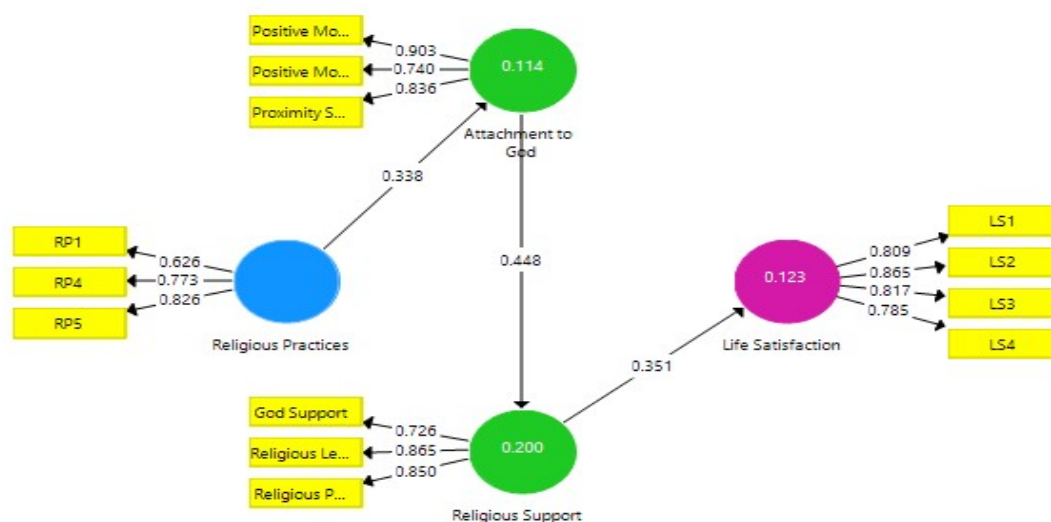 Positive Mo...
Positive Mo...
Proximity S...
0.903
0.740
0.836
0.114
Attachment to
God
0.338
RP1
RP4
RP5
0.626
0.773
0.826
Religious Practices
0.448
LS1
LS2
LS3
LS4
0.809
0.865
0.817
0.785
0.123
Life Satisfaction
0.351
God Support
Religious Le...
Religious P...
0.726
0.865
0.850
0.200
Religious Support